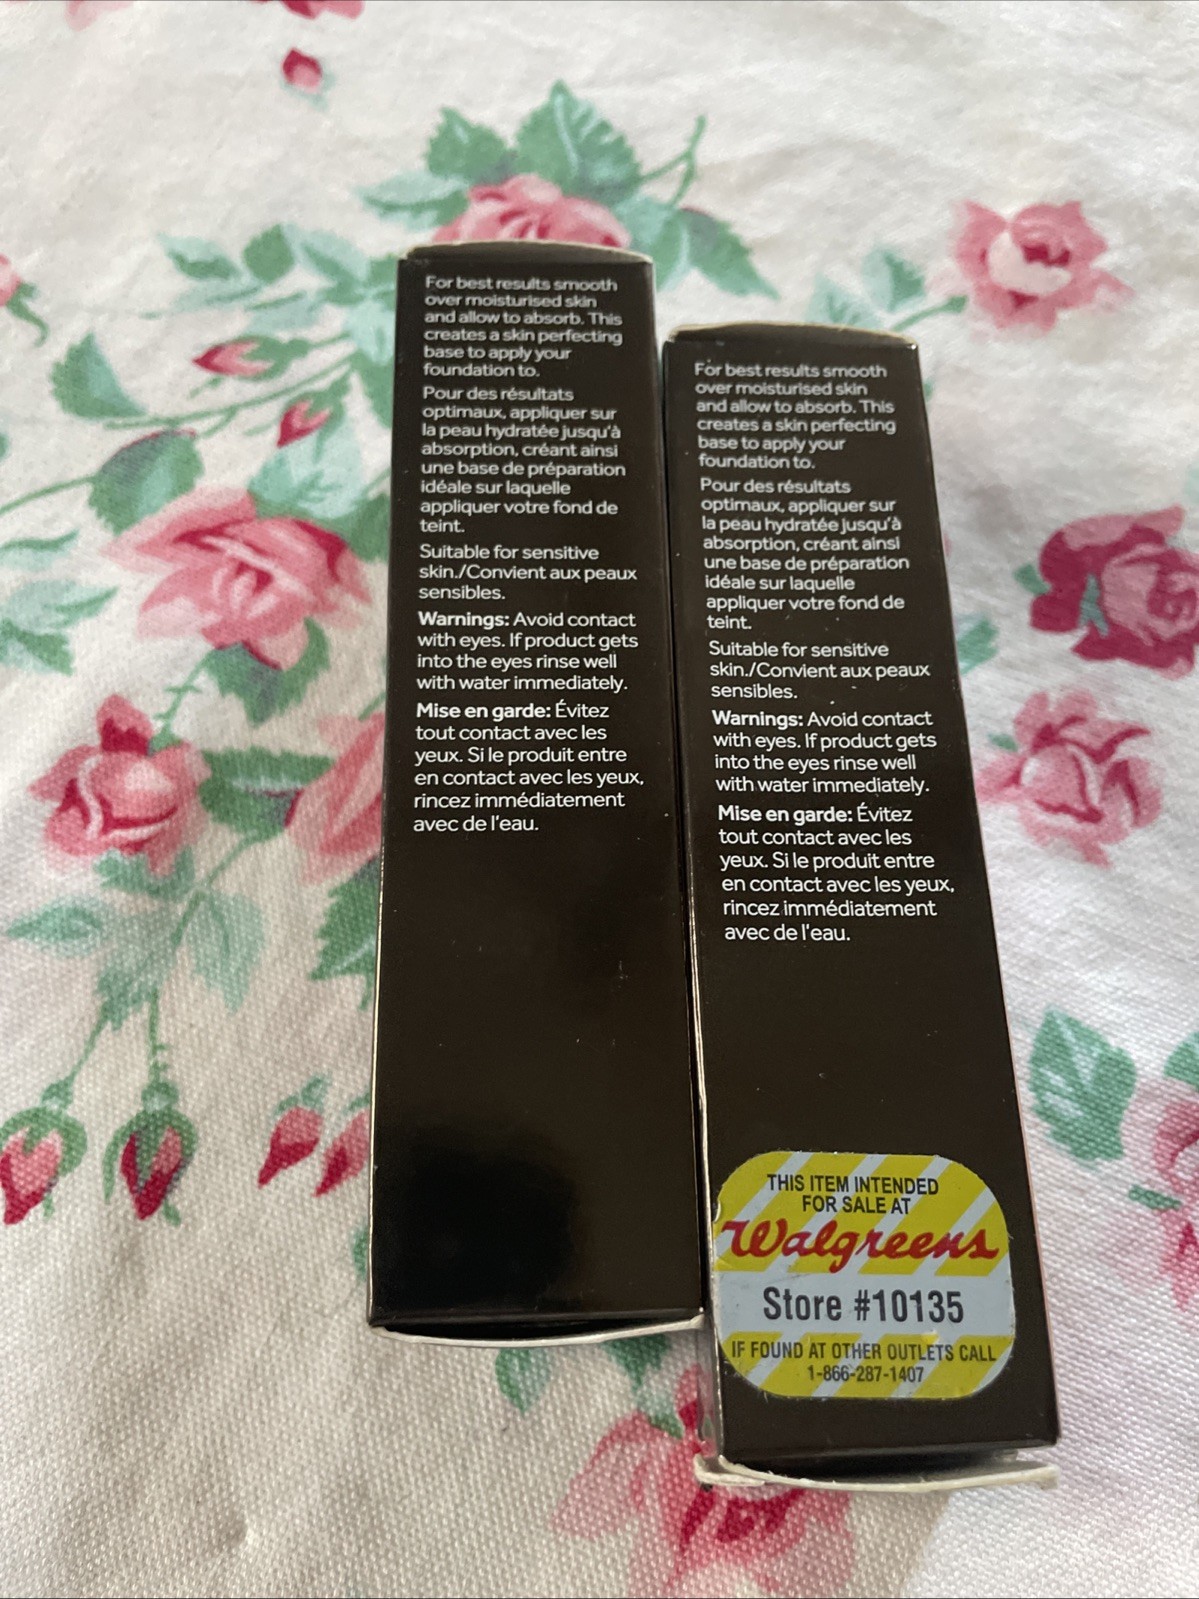 For best results smooth
over moisturised skin
and allow to absorb. This
creates a skin perfecting
base to apply your
foundation to.
Pour des résultats
optimaux, appliquer sur
la peau hydratée jusqu'à
absorption, créant ainsi
une base de préparation
idéale sur laquelle
appliquer votre fond de
teint.
Suitable for sensitive
skin./Convient aux peaux
sensibles.
Warnings: Avoid contact
with eyes. If product gets
into the eyes rinse well
with water immediately.
Mise en garde: Évitez
tout contact avec les
yeux. Si le produit entre
en contact avec les yeux,
rincez immédiatement
avec de l'eau.
For best results smooth
over moisturised skin
and allow to absorb. This
creates a skin perfecting
base to apply your
foundation to.
Pour des résultats
optimaux, appliquer sur
la peau hydratée jusqu'à
absorption, créant ainsi
une base de préparation
idéale sur laquelle
appliquer votre fond de
teint.
Suitable for sensitive
skin./Convient aux peaux
sensibles.
Warnings: Avoid contact
with eyes. If product gets
into the eyes rinse well
with water immediately.
Mise en garde: Évitez
tout contact avec les
yeux. Si le produit entre
en contact avec les yeux,
rincez immédiatement
avec de l'eau.
THIS ITEM INTENDED
FOR SALE AT
Walgreens
Store #10135
IF FOUND AT OTHER OUTLETS CALL
1-866-287-1407